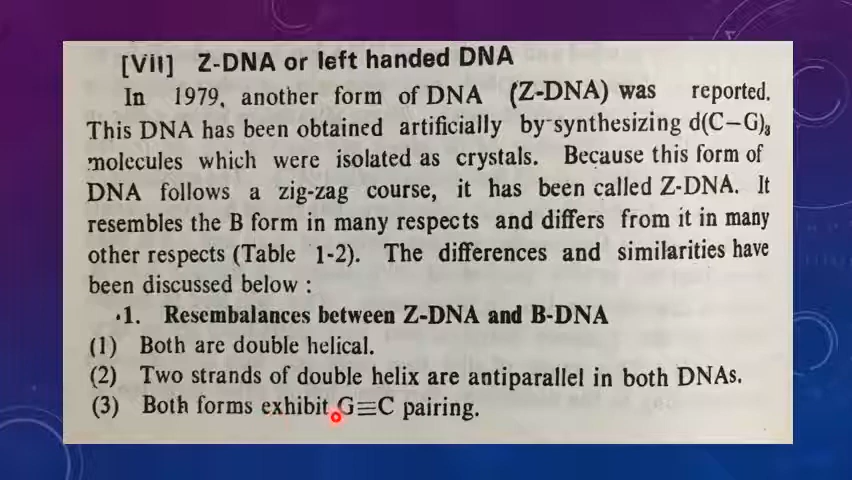 [VII] Z-DNA or left handed DNA
In 1979, another form of DNA (Z-DNA) was reported.
This DNA has been obtained artificially by synthesizing d(C–G)₃
molecules which were isolated as crystals. Because this form of
DNA follows a zig-zag course, it has been called Z-DNA. It
resembles the B form in many respects and differs from it in many
other respects (Table 1-2). The differences and similarities have
been discussed below :
1. Resembalances between Z-DNA and B-DNA
(1) Both are double helical.
(2) Two strands of double helix are antiparallel in both DNAs.
(3) Both forms exhibit G≡C pairing.